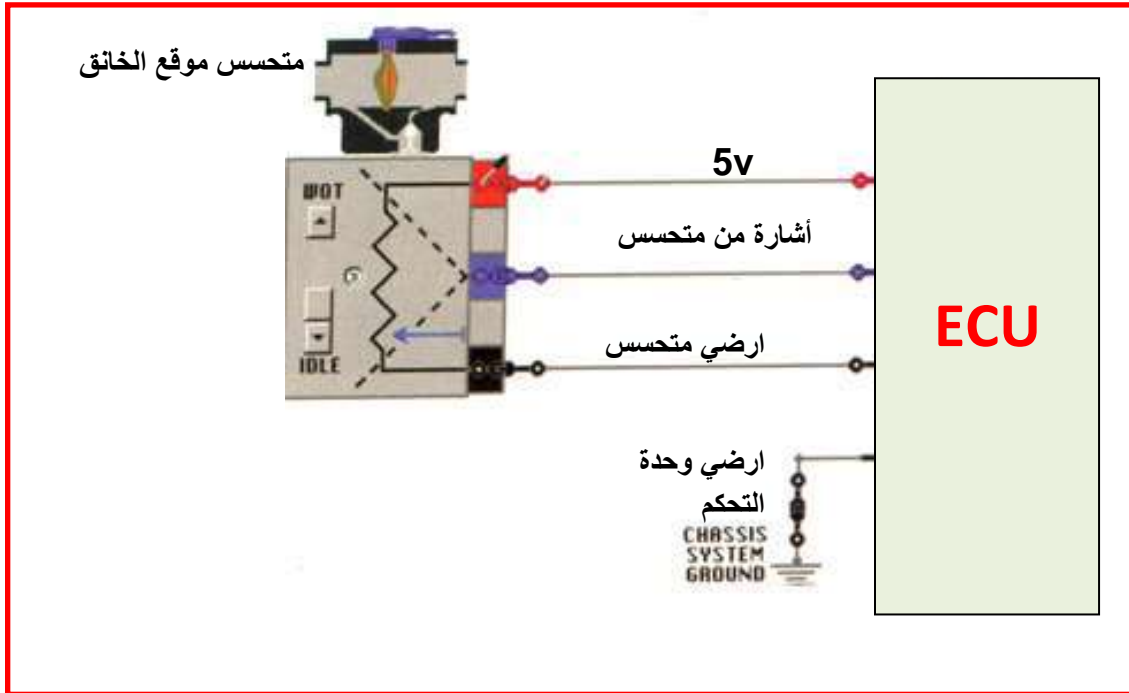 متحسس موقع الخانق
5v
WOT
أشارة من متحسس
ECU
ارضي متحسس
IDLE
ارضي وحدة
التحكم
CHASSIS
SYSTEM
GROUND